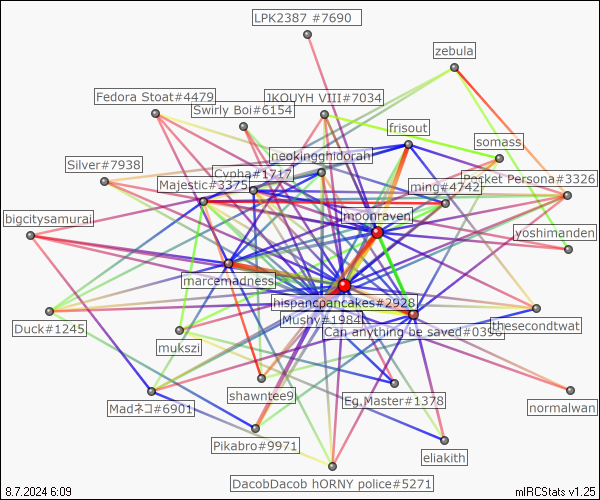 LPK2387 #7690
zebula
Fedora Stoat#4479
JKOUYH VIII#7034
Swirly Boi#6154
frisout
somass
neokingghidorah
Silver#7938
Cypha#1717
Parket Persona#3326
Majestic#3375
ming#4742
moonraveni
bigcitysamurai
yoshimanden
marcemadness
hispancpancakes#2928
Mushy#1984
Duck#1245
Can anything be saved#0396
thesecondtwat
mukszi
shawntee9
Eg.Master#1378
Madネコ#6901
normalwan
Pikabro#9971
eliakith
DacobDacob hORNY police#5271
8.7.2024 6:09
mIRCStats v1.25